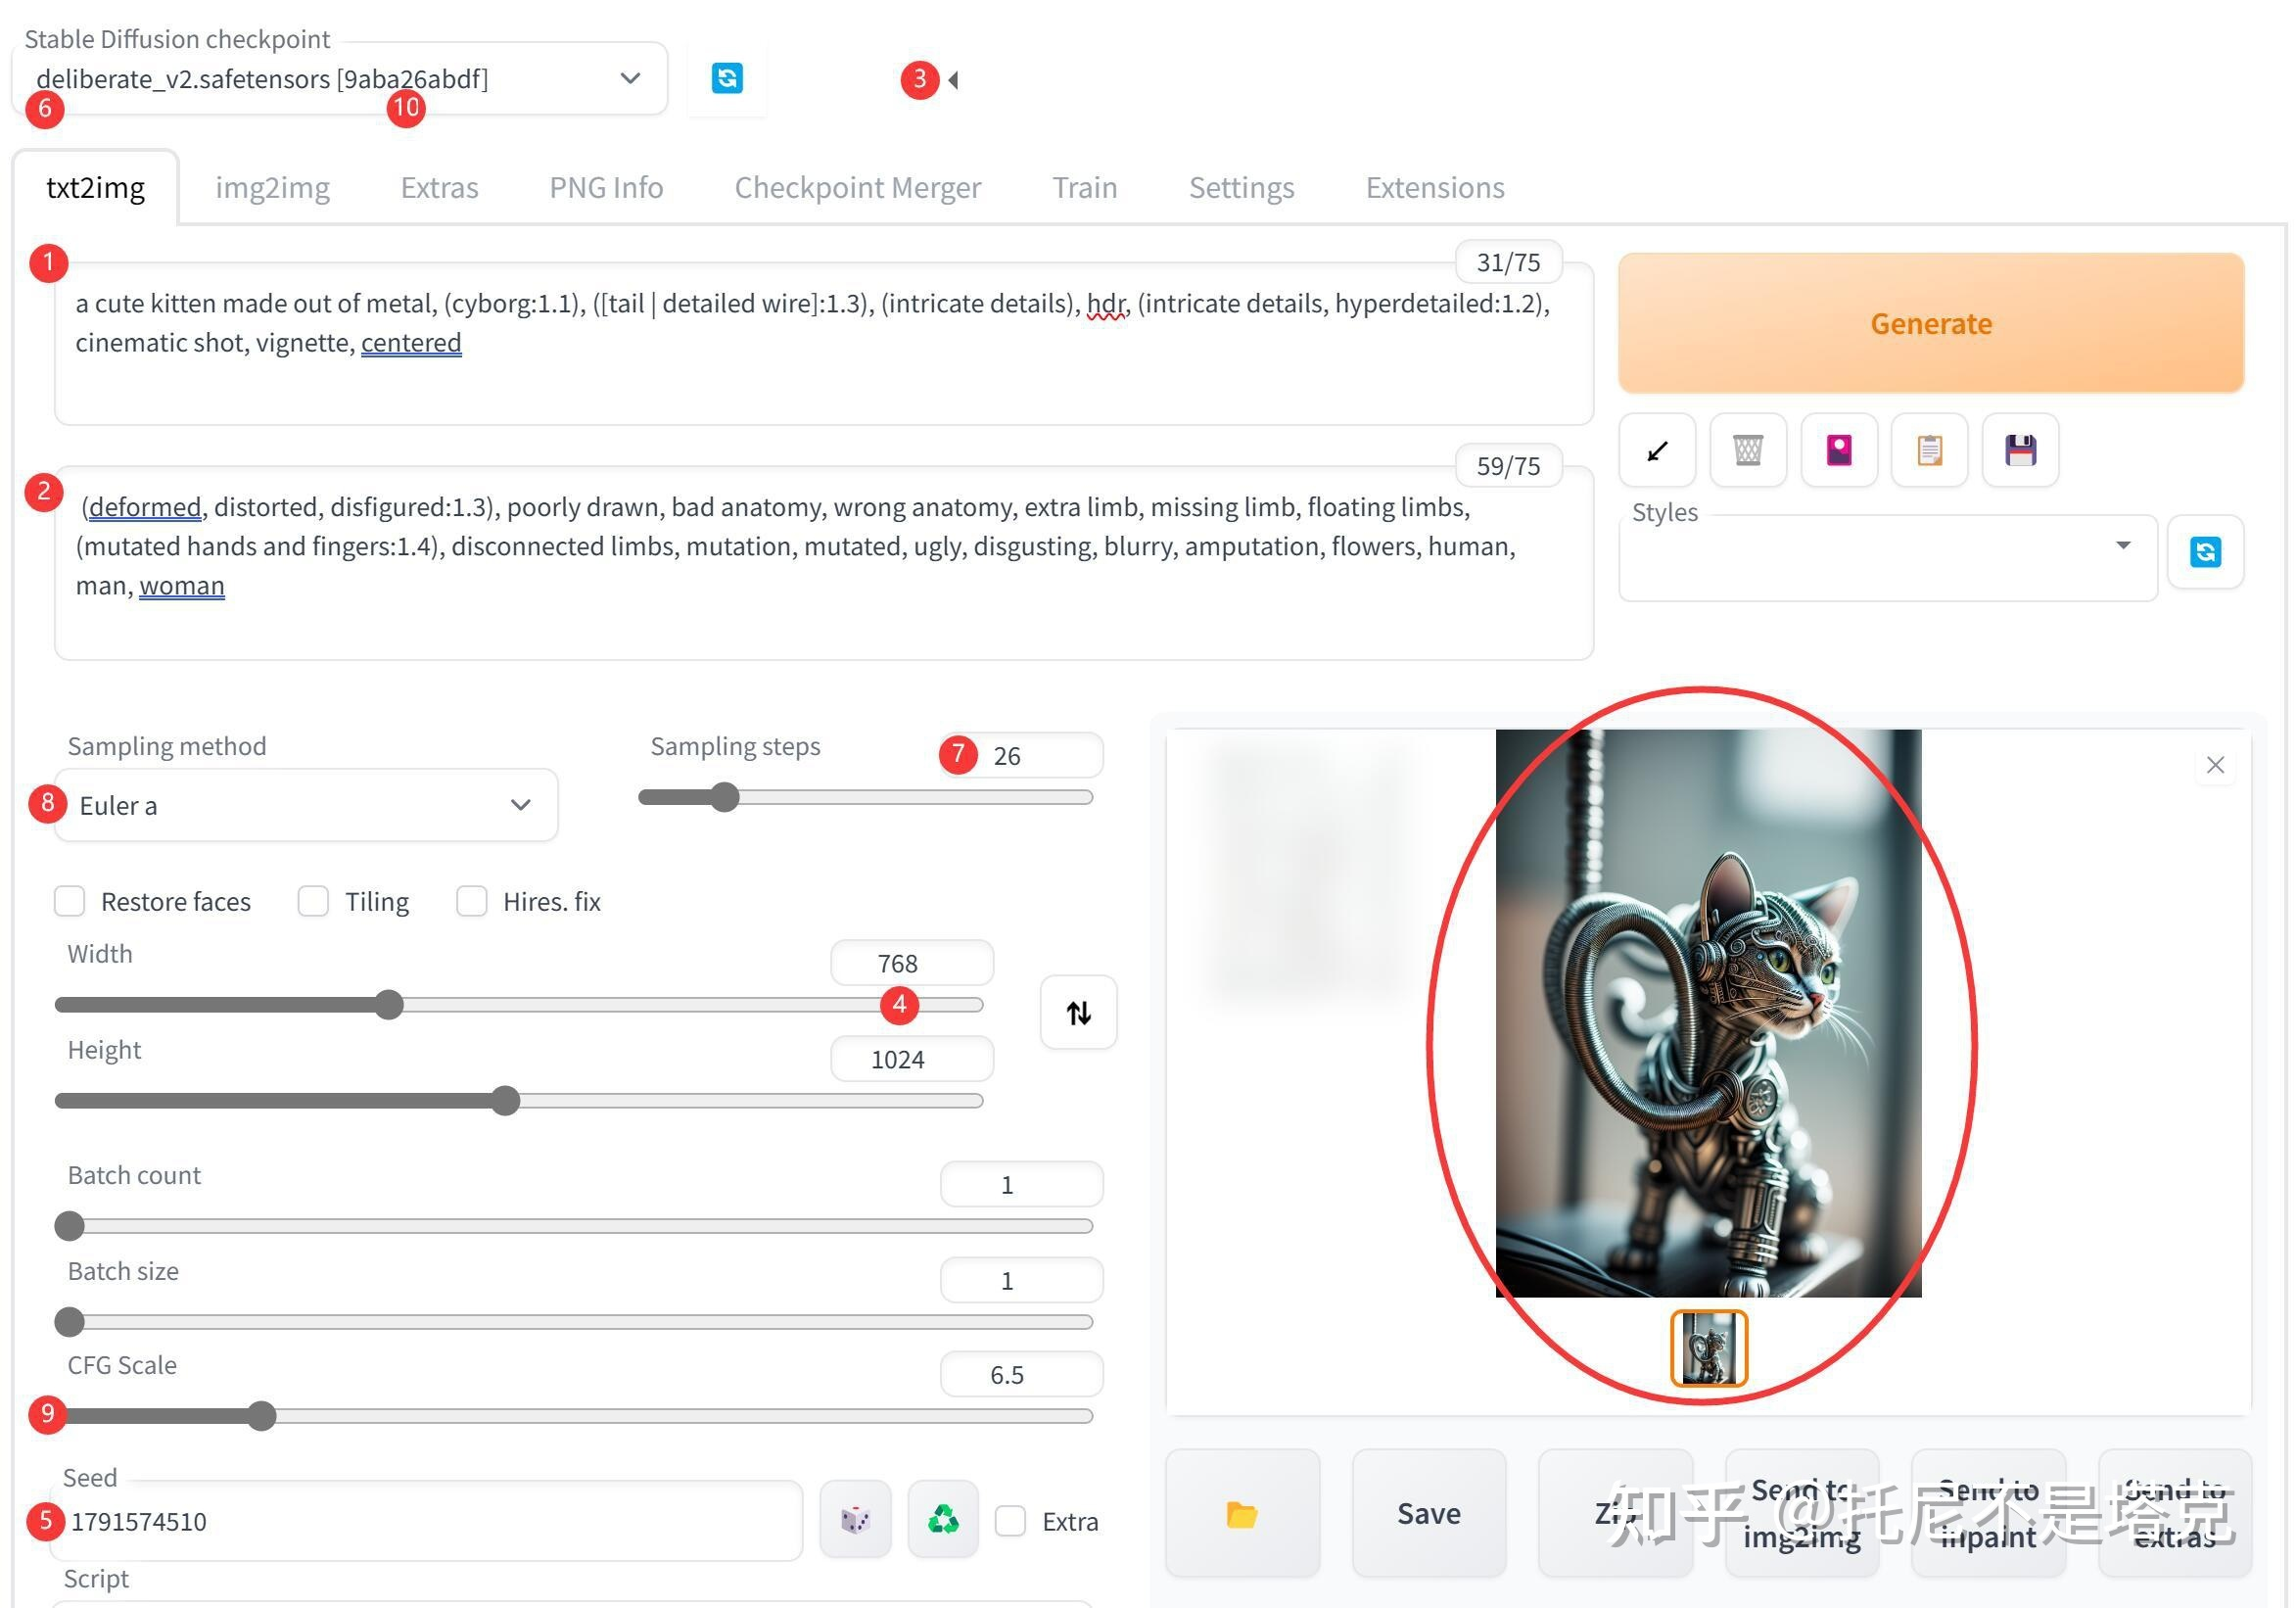 Stable Diffusion checkpoint
deliberate_v2.safetensors [9aba26abdf]
3
6
10
txt2img img2img Extras PNG Info Checkpoint Merger Train Settings Extensions
1
31/75
a cute kitten made out of metal, (cyborg:1.1), ([tail | detailed wire]:1.3), (intricate details), hdr, (intricate details, hyperdetailed:1.2),
cinematic shot, vignette, centered
Generate
2
59/75
(deformed, distorted, disfigured:1.3), poorly drawn, bad anatomy, wrong anatomy, extra limb, missing limb, floating limbs,
(mutated hands and fingers:1.4), disconnected limbs, mutation, mutated, ugly, disgusting, blurry, amputation, flowers, human,
man, woman
Styles
Sampling method
8
Euler a
Sampling steps
7
26
Restore faces Tiling Hires. fix
Width
768
4
Height
1024
Batch count
1
Batch size
1
CFG Scale
6.5
9
Seed
5
1791574510
Extra
Script
Save
Zip
Send to
img2img
Send to
inpaint
Send to
extras
知乎 @托尼不是塔克